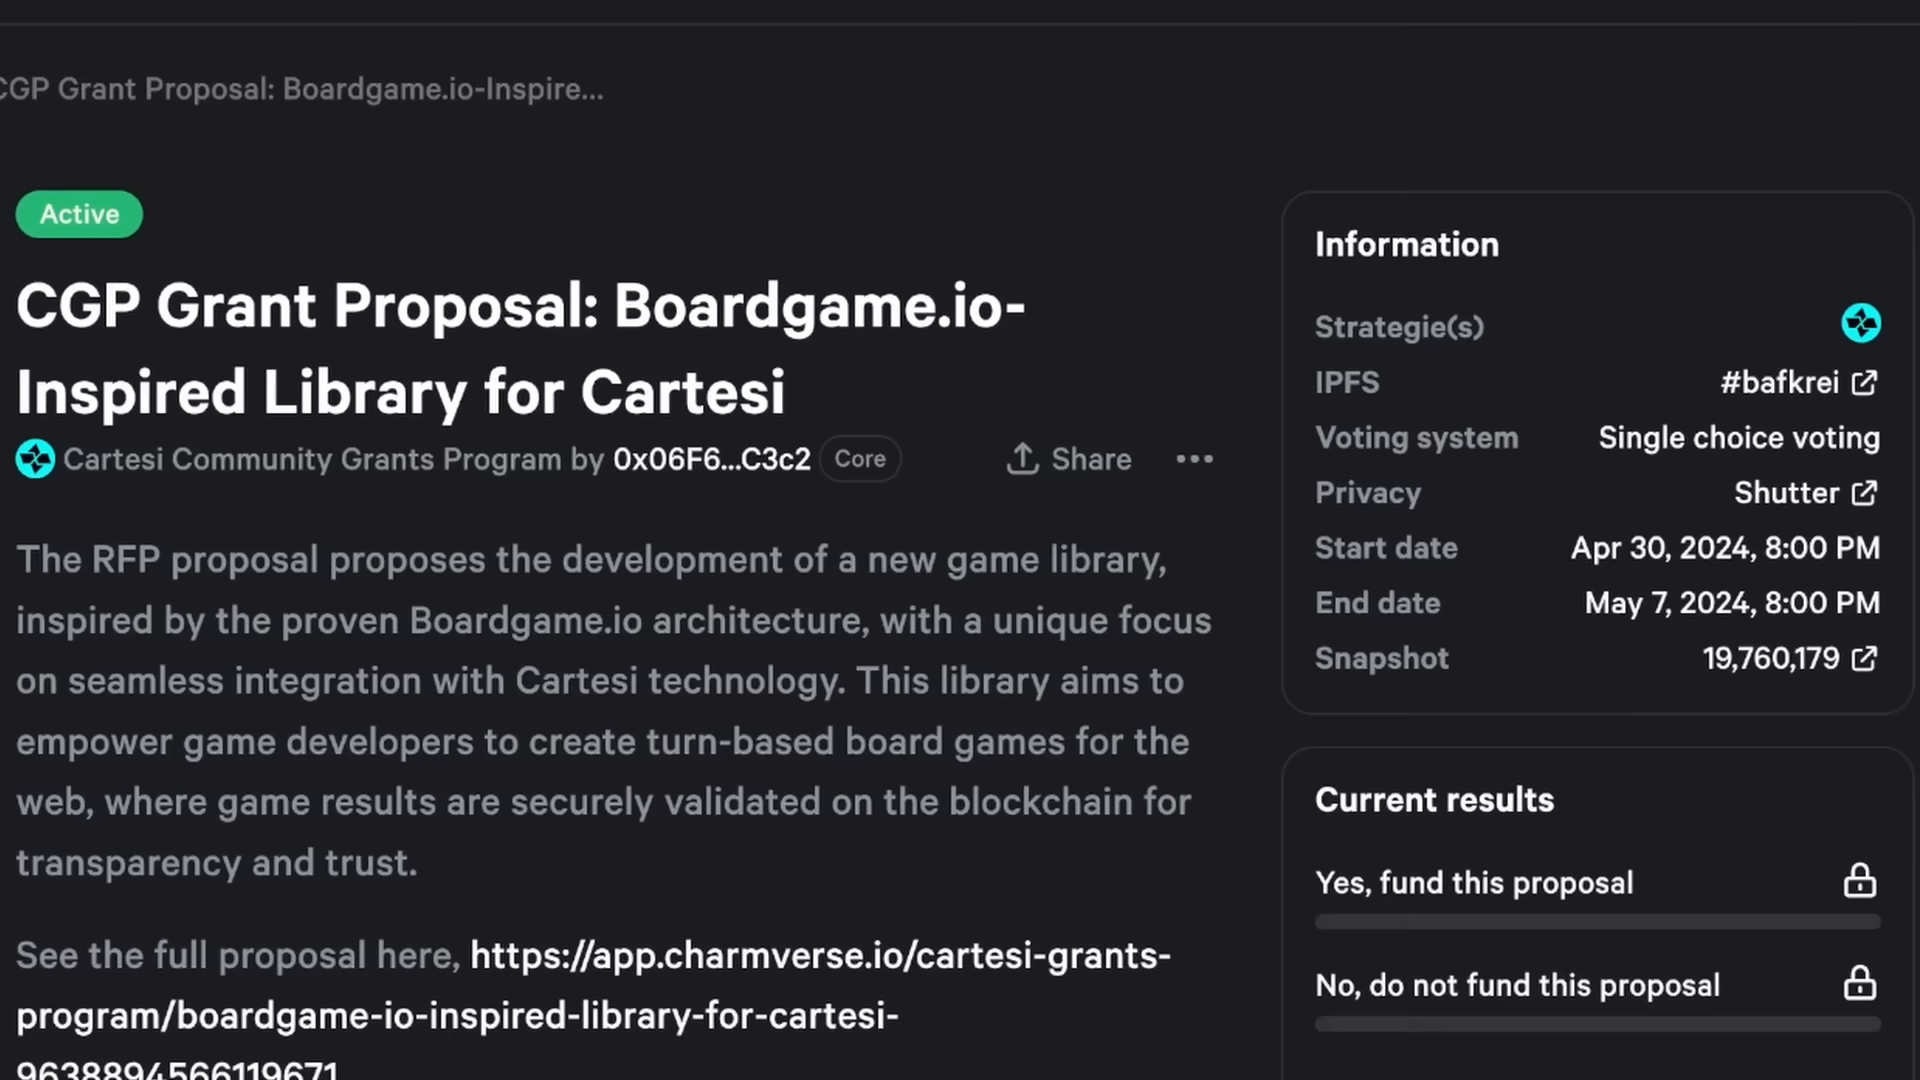 CGP Grant Proposal: Boardgame.io-Inspire...
Active
CGP Grant Proposal: Boardgame.io-
Inspired Library for Cartesi
Cartesi Community Grants Program by 0x06F6...C3c2 Core
Share
The RFP proposal proposes the development of a new game library,
inspired by the proven Boardgame.io architecture, with a unique focus
on seamless integration with Cartesi technology. This library aims to
empower game developers to create turn-based board games for the
web, where game results are securely validated on the blockchain for
transparency and trust.
See the full proposal here, https://app.charmverse.io/cartesi-grants-
program/boardgame-io-inspired-library-for-cartesi-
9638894566119671
Information
Strategie(s)
IPFS #bafkrei
Voting system Single choice voting
Privacy Shutter
Start date Apr 30, 2024, 8:00 PM
End date May 7, 2024, 8:00 PM
Snapshot 19,760,179
Current results
Yes, fund this proposal
No, do not fund this proposal